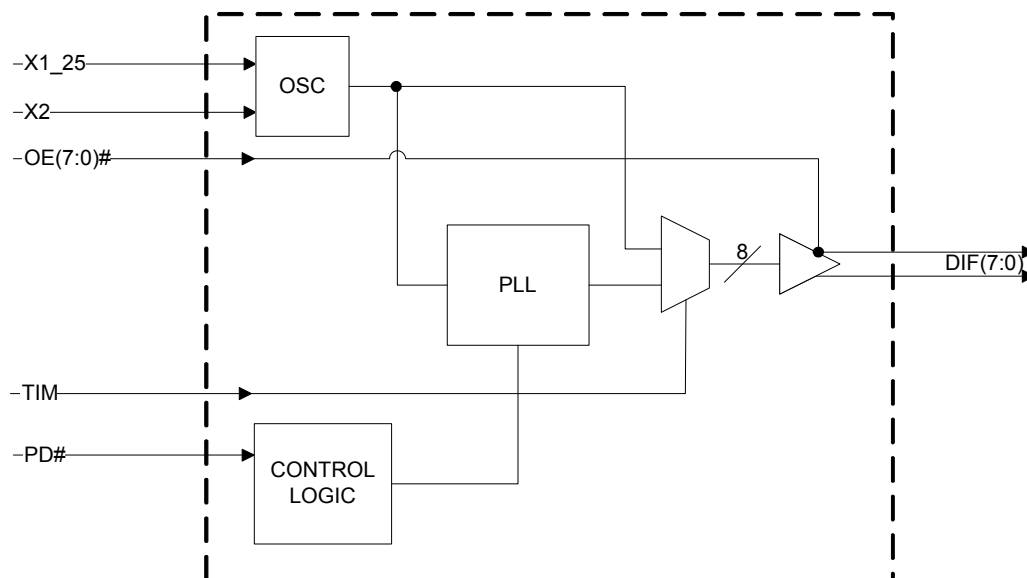 X1_25
OSC
X2
OE(7:0)#
8
DIF(7:0)
PLL
TIM
PD#
CONTROL
LOGIC